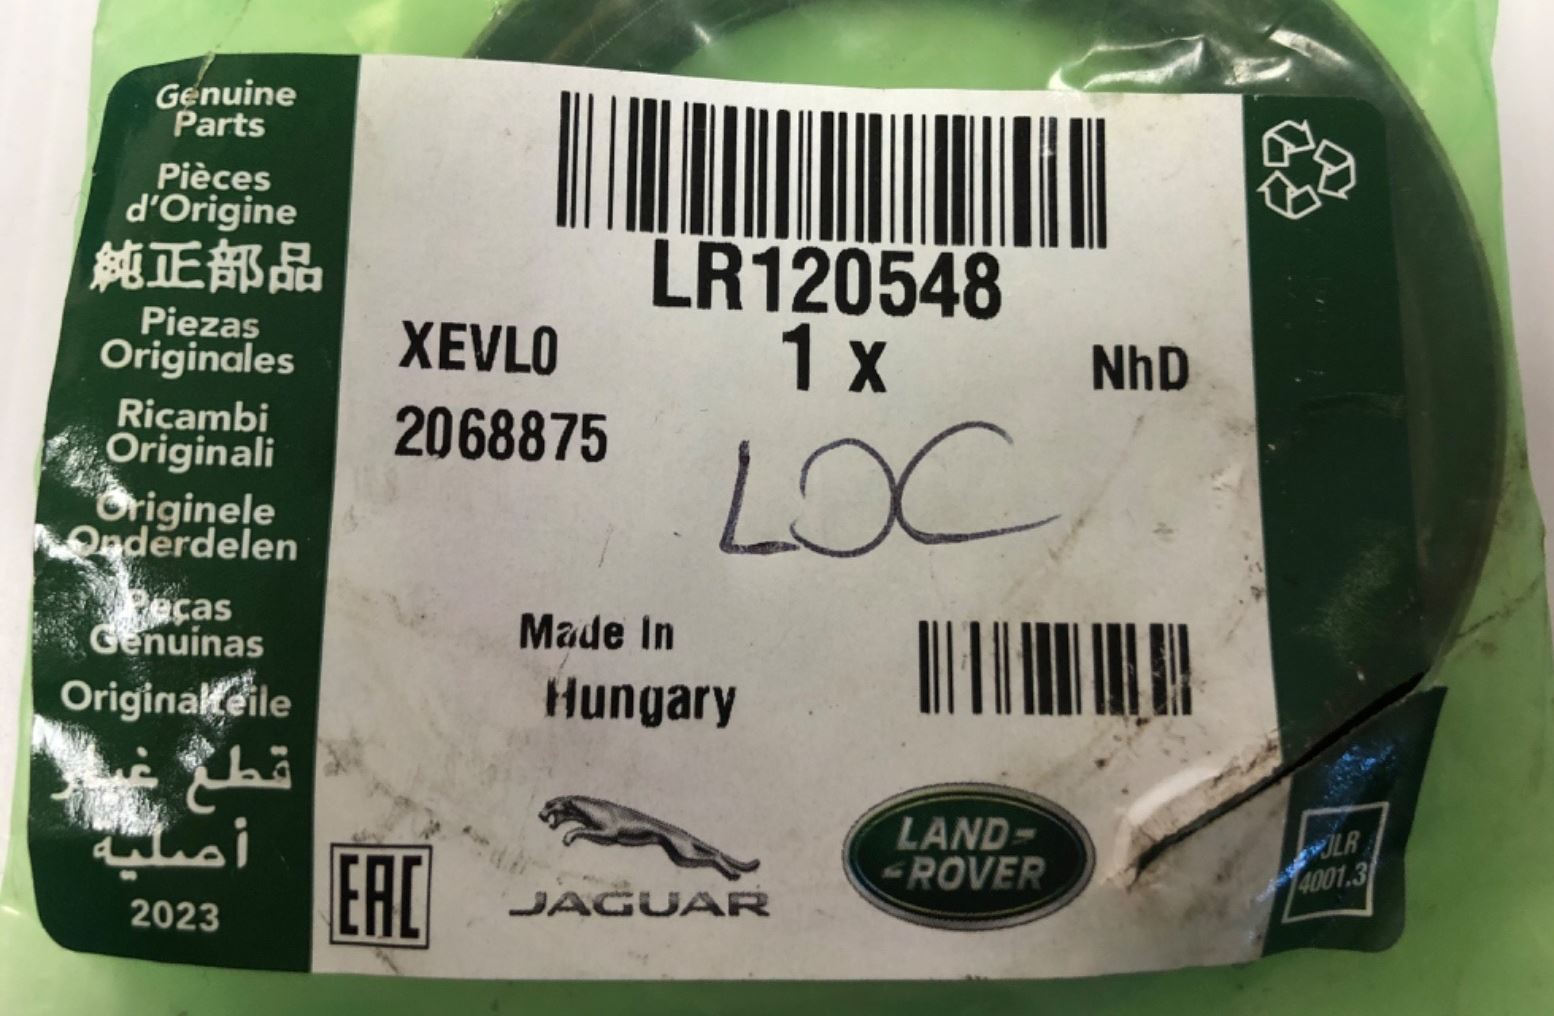 Genuine
Parts
Pièces
d'Origine
純正部品
Piezas
Originales
Ricambi
Originali
Originele
Onderdelen
Peças
Genuinas
Originalteile
قطع غيار
أصلية
2023
LR120548
XEVL0
1 x
NhD
2068875
LOC
Made In
Hungary
EAC
JAGUAR
LAND-
-ROVER
JLR
4001.3